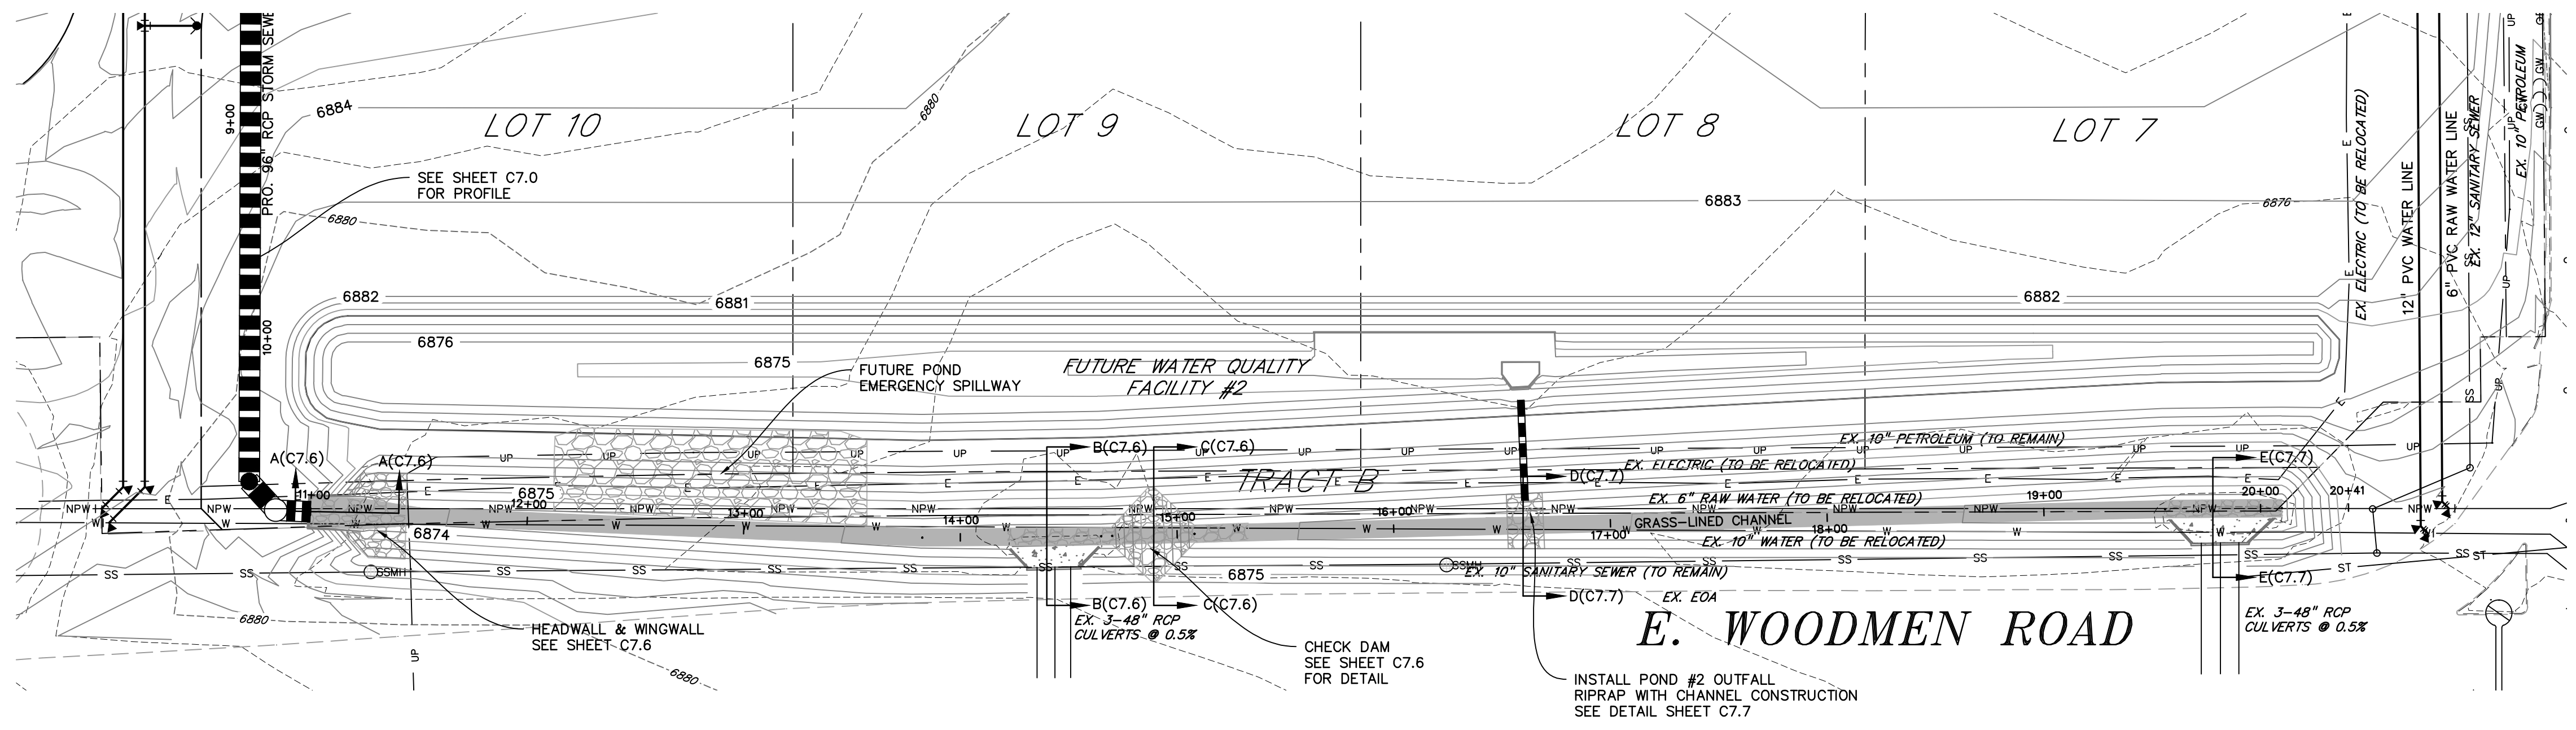 9+00
PRO. 96" RCP STORM SEWE
10+00
6884
LOT 10
LOT 9
LOT 8
LOT 7
6880
SEE SHEET C7.0
FOR PROFILE
6880
6883
6876
EX. ELECTRIC (TO BE RELOCATED)
12" PVC WATER LINE
6" PVC RAW WATER LINE
EX. 12" SANITARY SEWER
EX. 10" PETROLEUM
GW
GW
6882
6881
6882
6876
6875
FUTURE POND
EMERGENCY SPILLWAY
FUTURE WATER QUALITY
FACILITY #2
A(C7.6)
A(C7.6)
B(C7.6)
C(C7.6)
EX. 10" PETROLEUM (TO REMAIN)
EX. ELECTRIC (TO BE RELOCATED)
TRACT B
D(C7.7)
E(C7.7)
EX. 6" RAW WATER (TO BE RELOCATED)
11+00
6875
12+00
13+00
14+00
15+00
16+00
17+00
18+00
19+00
20+00
20+41
GRASS-LINED CHANNEL
EX. 10" WATER (TO BE RELOCATED)
6874
SSMH
SSMH
6875
EX. 10" SANITARY SEWER (TO REMAIN)
E(C7.7)
B(C7.6)
C(C7.6)
D(C7.7)
EX. EOA
EX. 3-48" RCP
CULVERTS @ 0.5%
EX. 3-48" RCP
CULVERTS @ 0.5%
6880
HEADWALL & WINGWALL
SEE SHEET C7.6
E. WOODMEN ROAD
CHECK DAM
SEE SHEET C7.6
FOR DETAIL
6880
INSTALL POND #2 OUTFALL
RIPRAP WITH CHANNEL CONSTRUCTION
SEE DETAIL SHEET C7.7